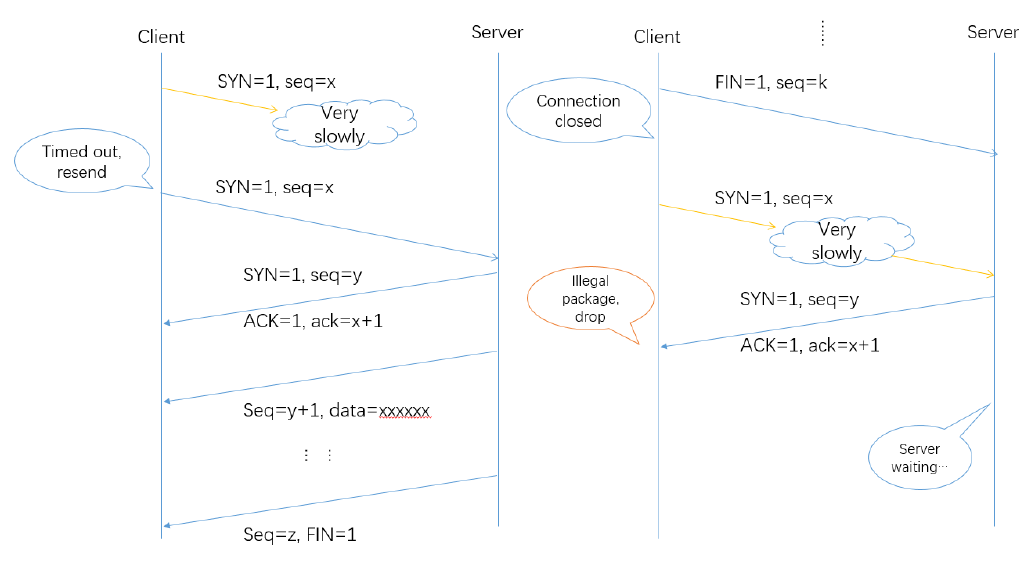 Client
Server
SYN=1, seq=x
Very
slowly
Timed out,
resend
SYN=1, seq=x
SYN=1, seq=y
ACK=1, ack=x+1
Seq=y+1, data=xxxxxx
⋮ ⋮
Seq=z, FIN=1
Client
Server
FIN=1, seq=k
Connection
closed
SYN=1, seq=x
Very
slowly
Illegal
package,
drop
SYN=1, seq=y
ACK=1, ack=x+1
Server
waiting…